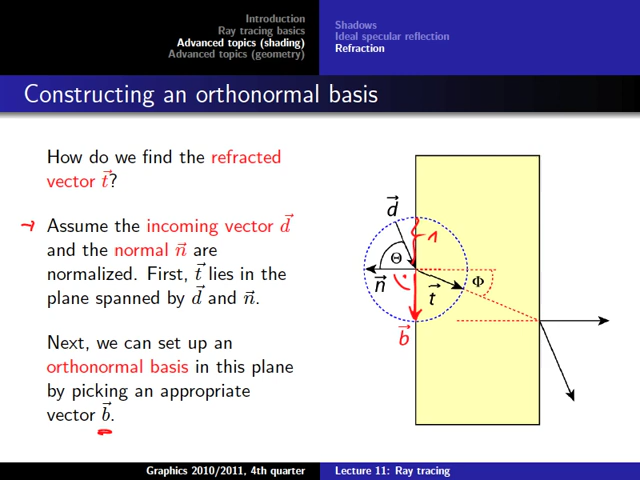 Introduction
Ray tracing basics
Advanced topics (shading)
Advanced topics (geometry)
Shadows
Ideal specular reflection
Refraction
Constructing an orthonormal basis
How do we find the refracted
vector t⃗?
→ Assume the incoming vector d⃗
and the normal n⃗ are
normalized. First, t⃗ lies in the
plane spanned by d⃗ and n⃗.
Next, we can set up an
orthonormal basis in this plane
by picking an appropriate
vector b⃗.
d⃗
1
Θ
n⃗
t⃗
Φ
b⃗
Graphics 2010/2011, 4th quarter
Lecture 11: Ray tracing